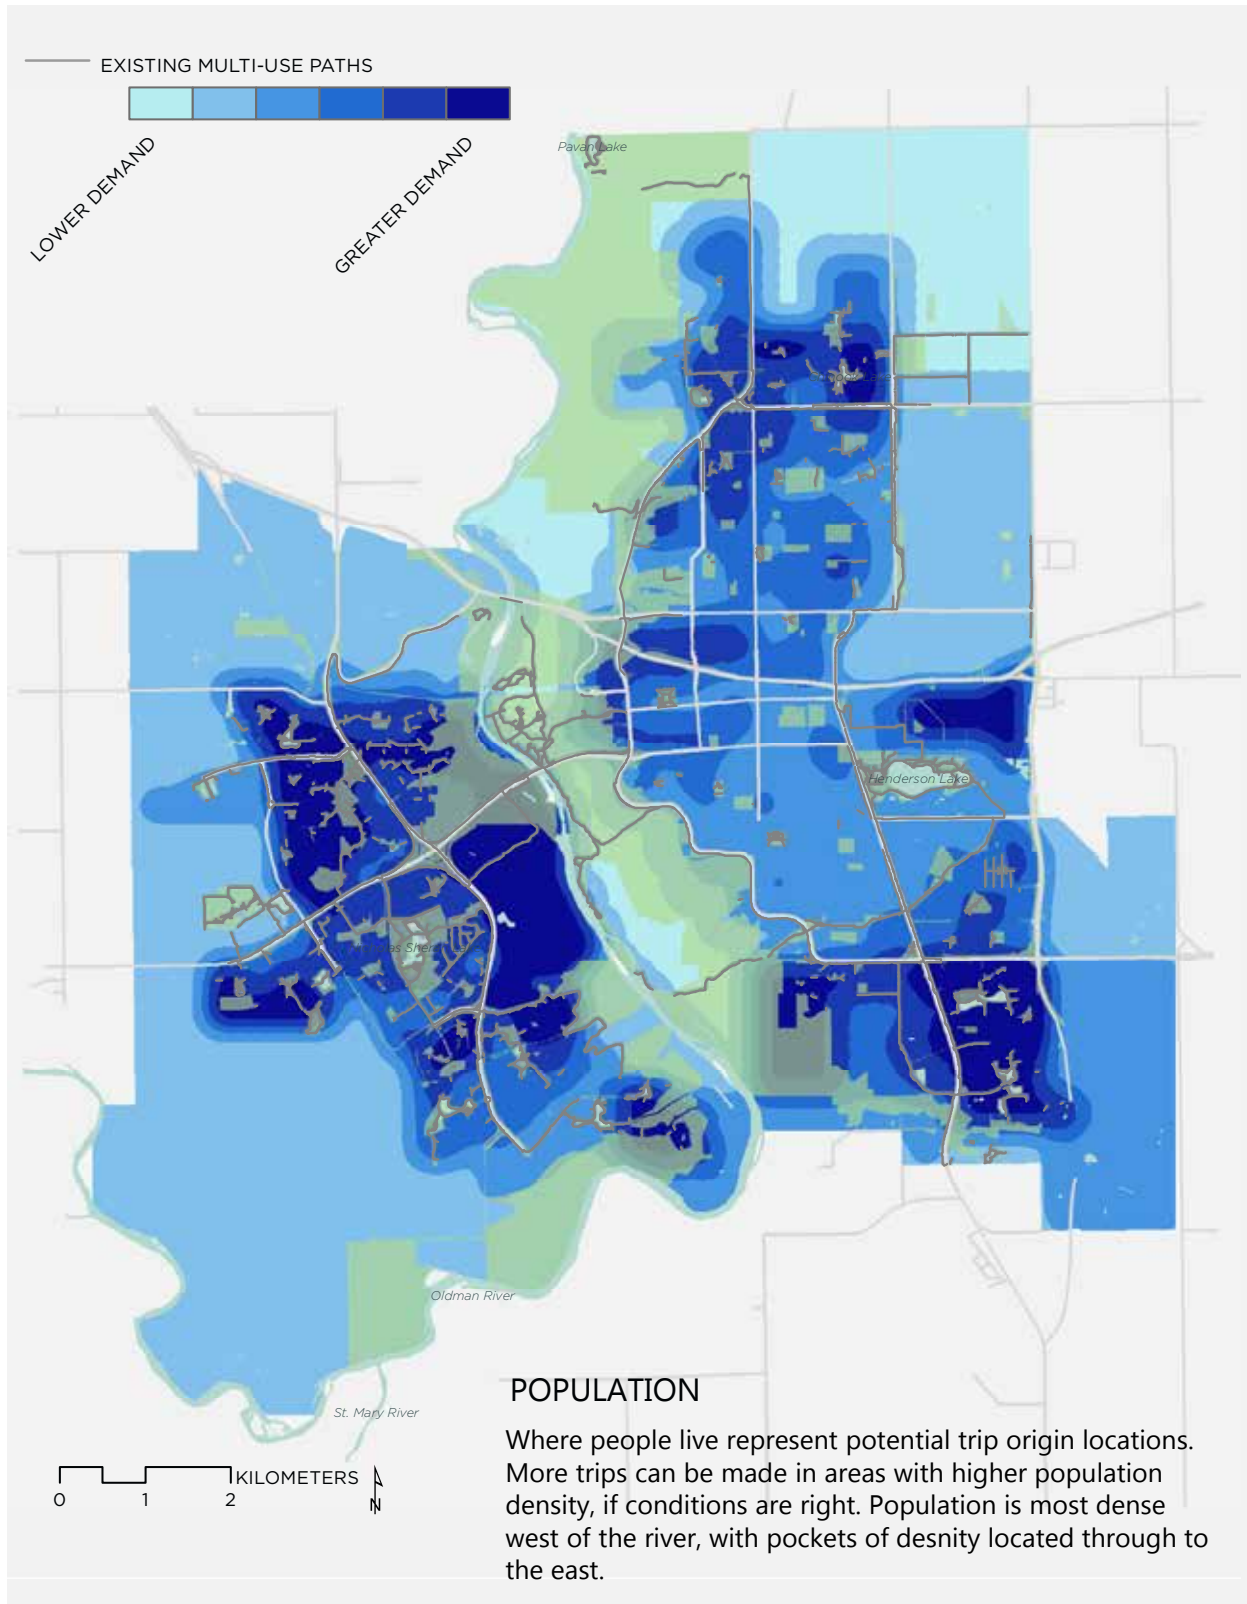 EXISTING MULTI-USE PATHS
LOWER DEMAND
GREATER DEMAND
Pavan Lake
Henderson Lake
Oldman River
St. Mary River
POPULATION
Where people live represent potential trip origin locations.
More trips can be made in areas with higher population
density, if conditions are right. Population is most dense
west of the river, with pockets of desnity located through to
the east.
KILOMETERS
0 1 2
N